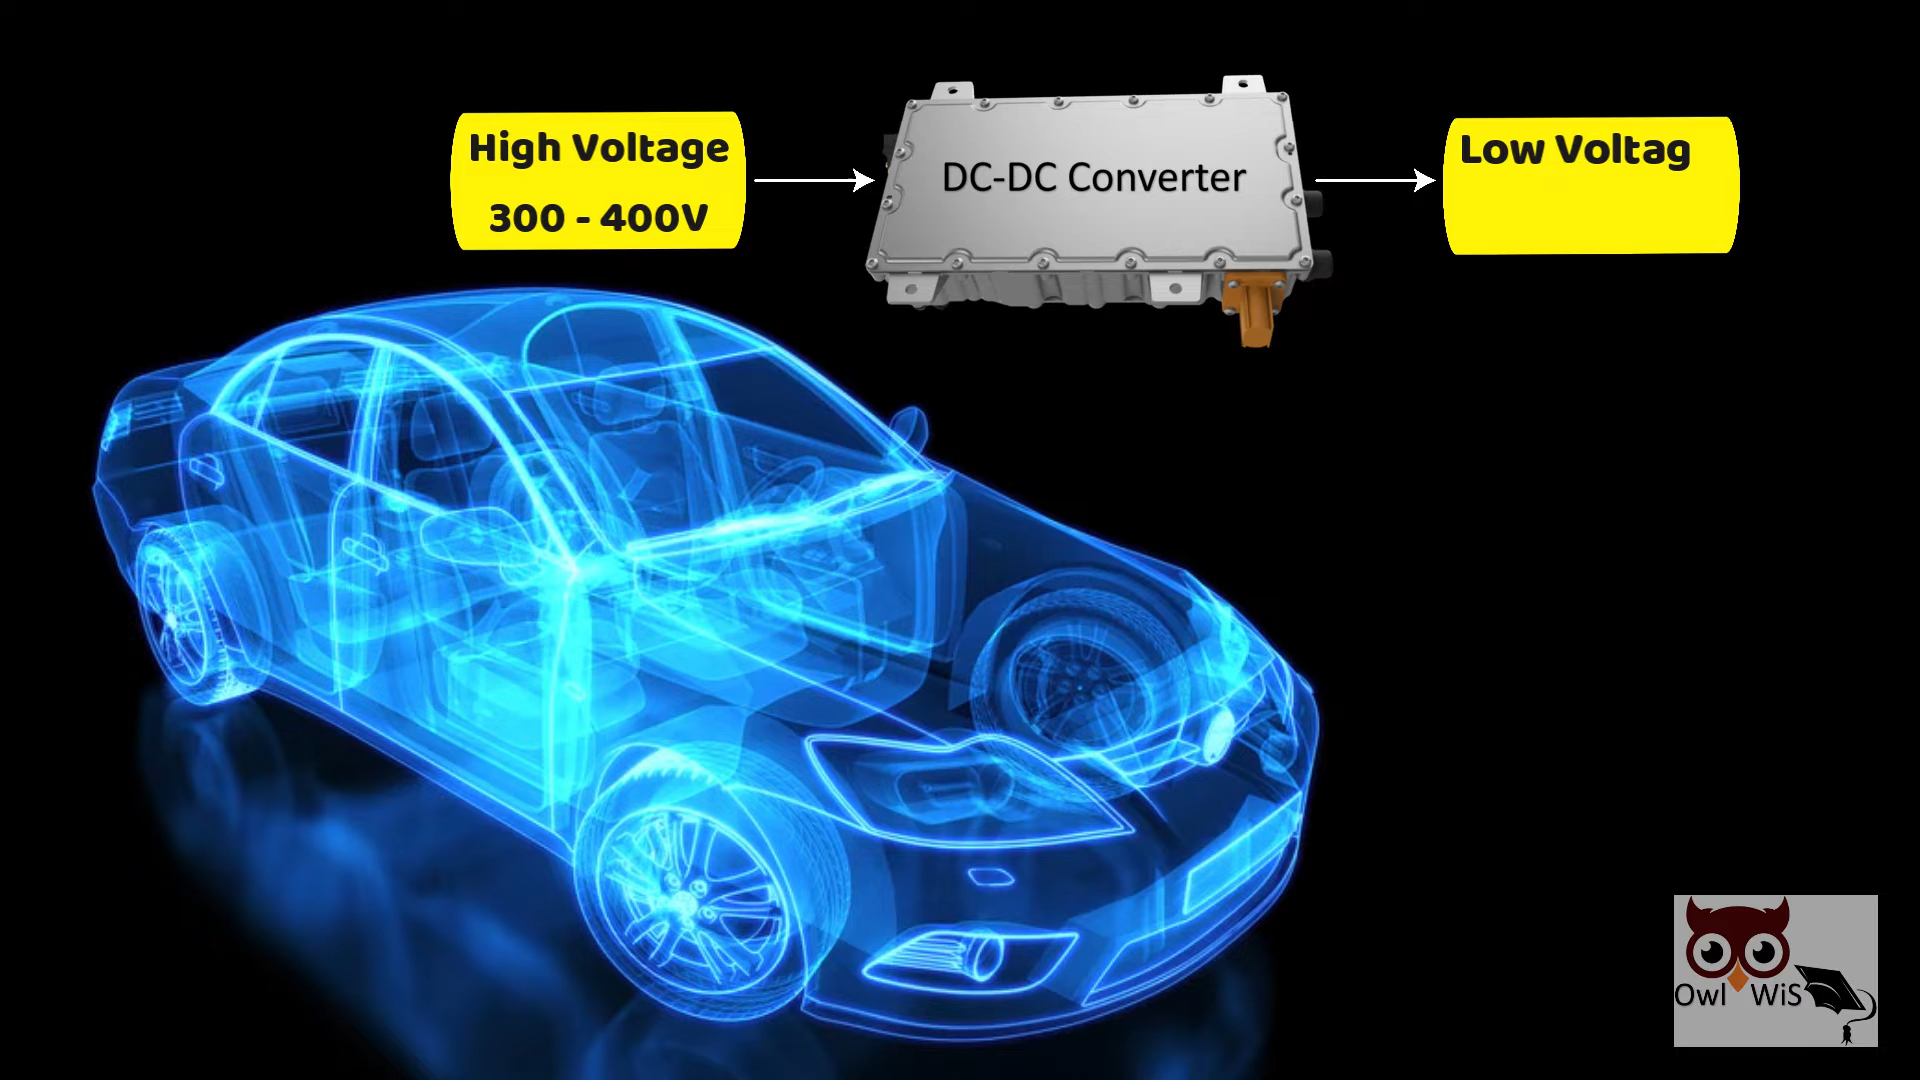 High Voltage
300 - 400V
DC-DC Converter
Low Voltag
Owl WiS